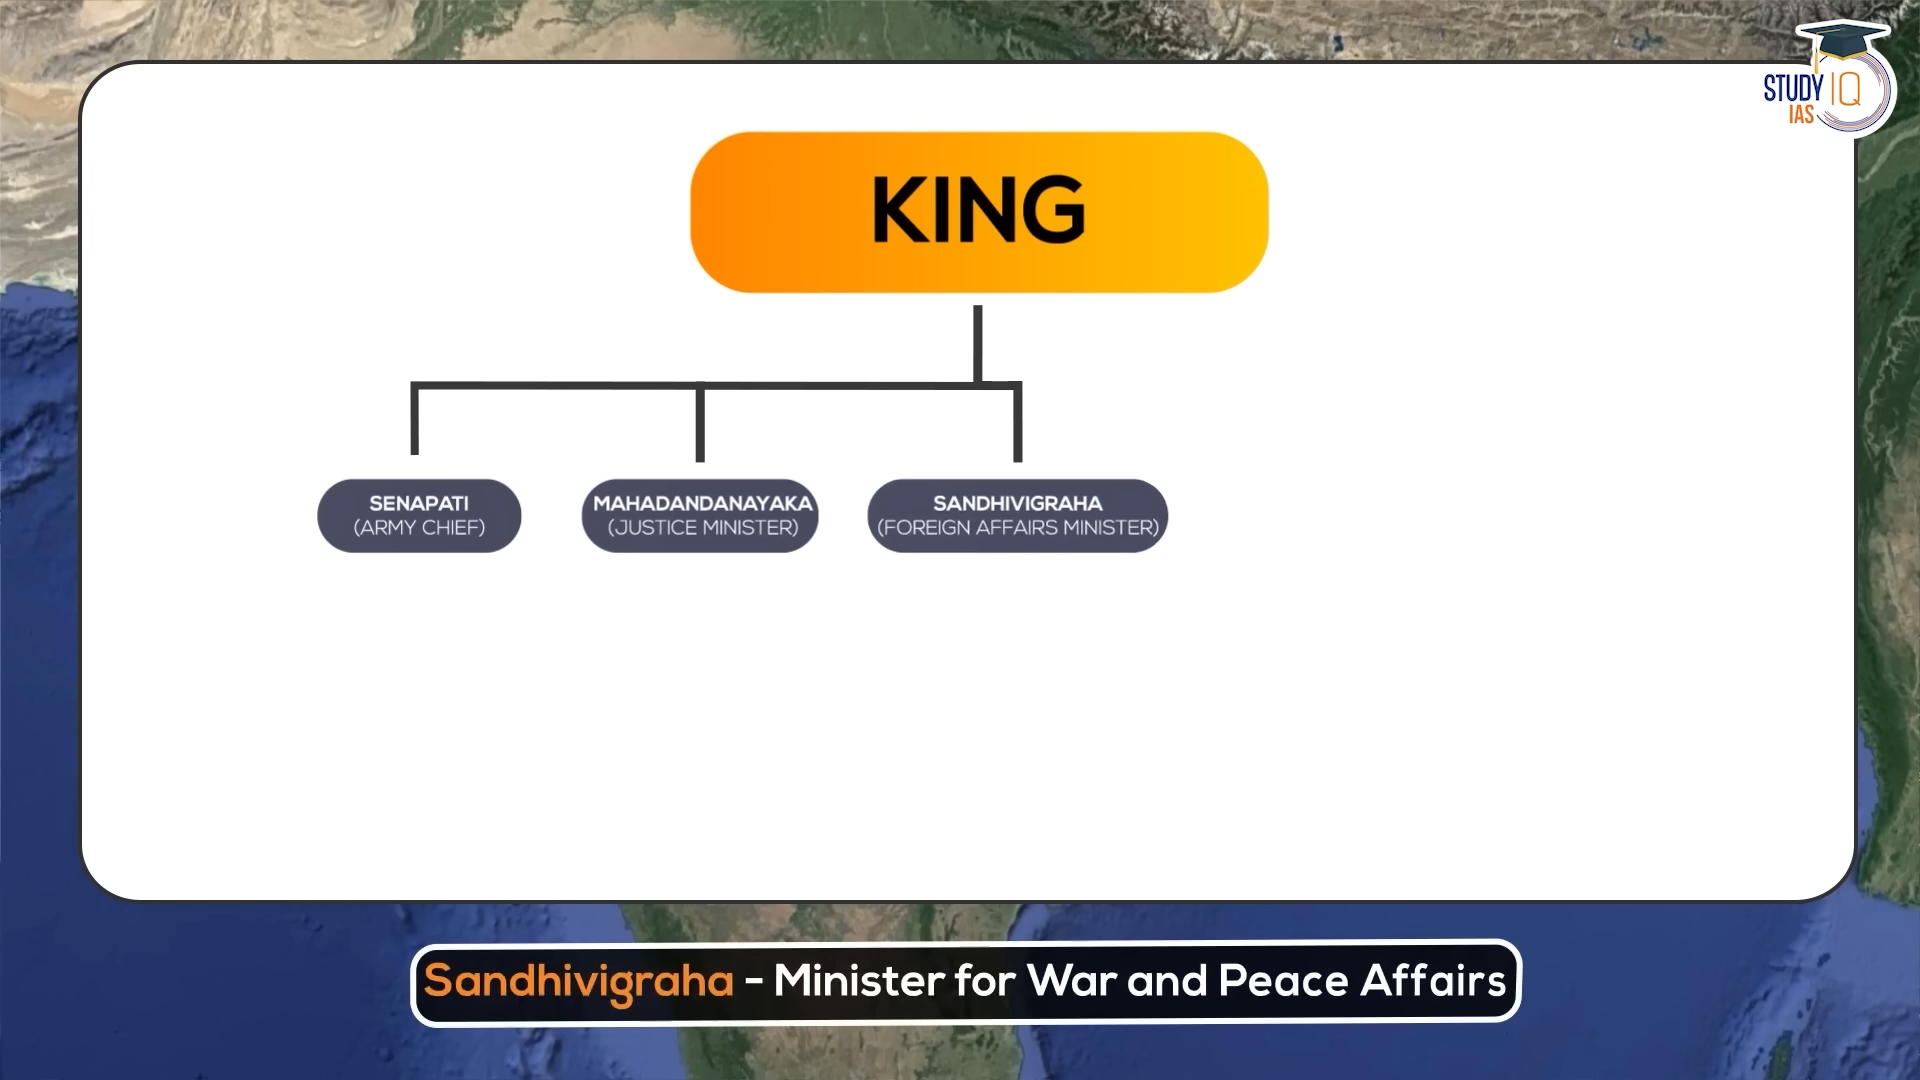 STUDY IQ
IAS
KING
SENAPATI
(ARMY CHIEF)
MAHADANDANAYAKA
(JUSTICE MINISTER)
SANDHIVIGRAHA
(FOREIGN AFFAIRS MINISTER)
Sandhivigraha - Minister for War and Peace Affairs